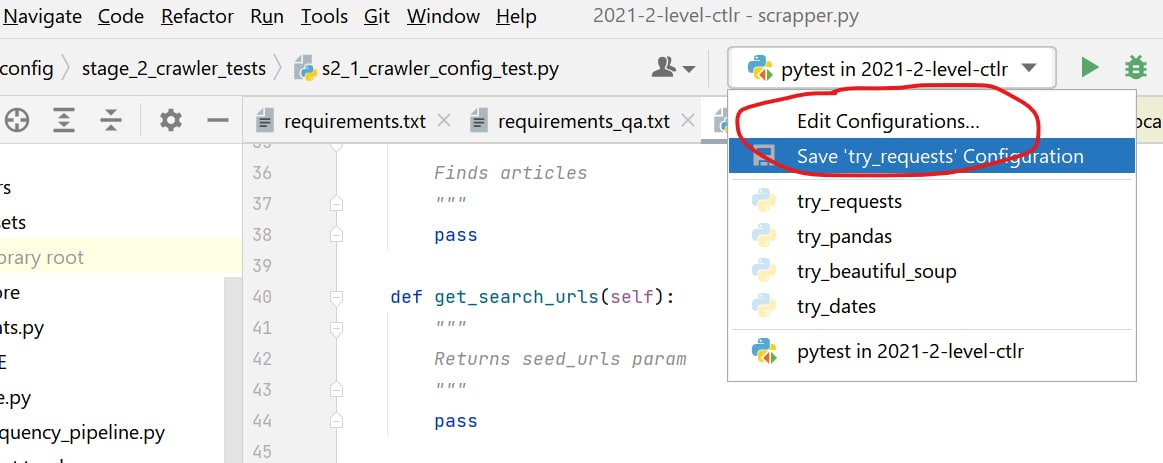 Navigate Code Refactor Run Tools Git Window Help 2021-2-level-ctlr - scrapper.py
config stage_2_crawler_tests s2_1_crawler_config_test.py pytest in 2021-2-level-ctlr
requirements.txt requirements_qa.txt
Edit Configurations...
Save 'try_requests' Configuration
try_requests
try_pandas
try_beautiful_soup
try_dates
pytest in 2021-2-level-ctlr
rs
sets
brary root
ore
nts.py
E
e.py
quency_pipeline.py
36 Finds articles
37 """
38 pass
39
40 def get_search_urls(self):
41 """
42 Returns seed_urls param
43 """
44 pass
45